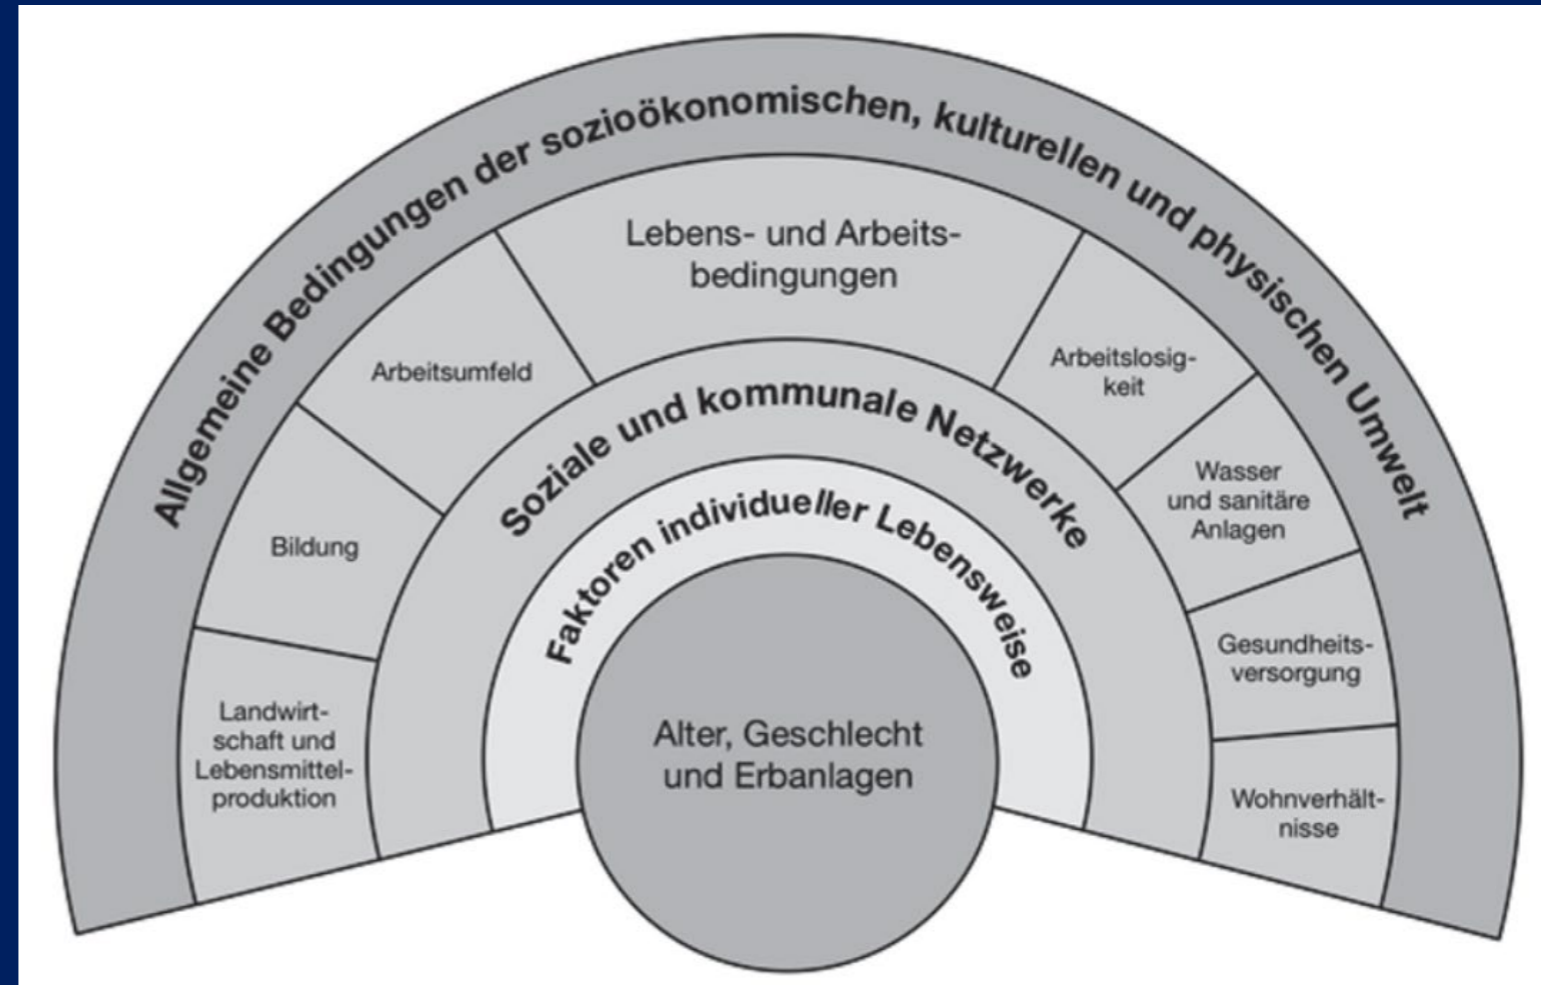 Allgemeine Bedingungen der sozioökonomischen, kulturellen und physischen Umwelt
Lebens- und Arbeits-
bedingungen
Landwirt-
schaft und
Lebensmittel-
produktion
Bildung
Arbeitsumfeld
Arbeitslosig-
keit
Wasser
und sanitäre
Anlagen
Gesundheits-
versorgung
Wohnverhält-
nisse
Soziale und kommunale Netzwerke
Faktoren individueller Lebensweise
Alter, Geschlecht
und Erbanlagen